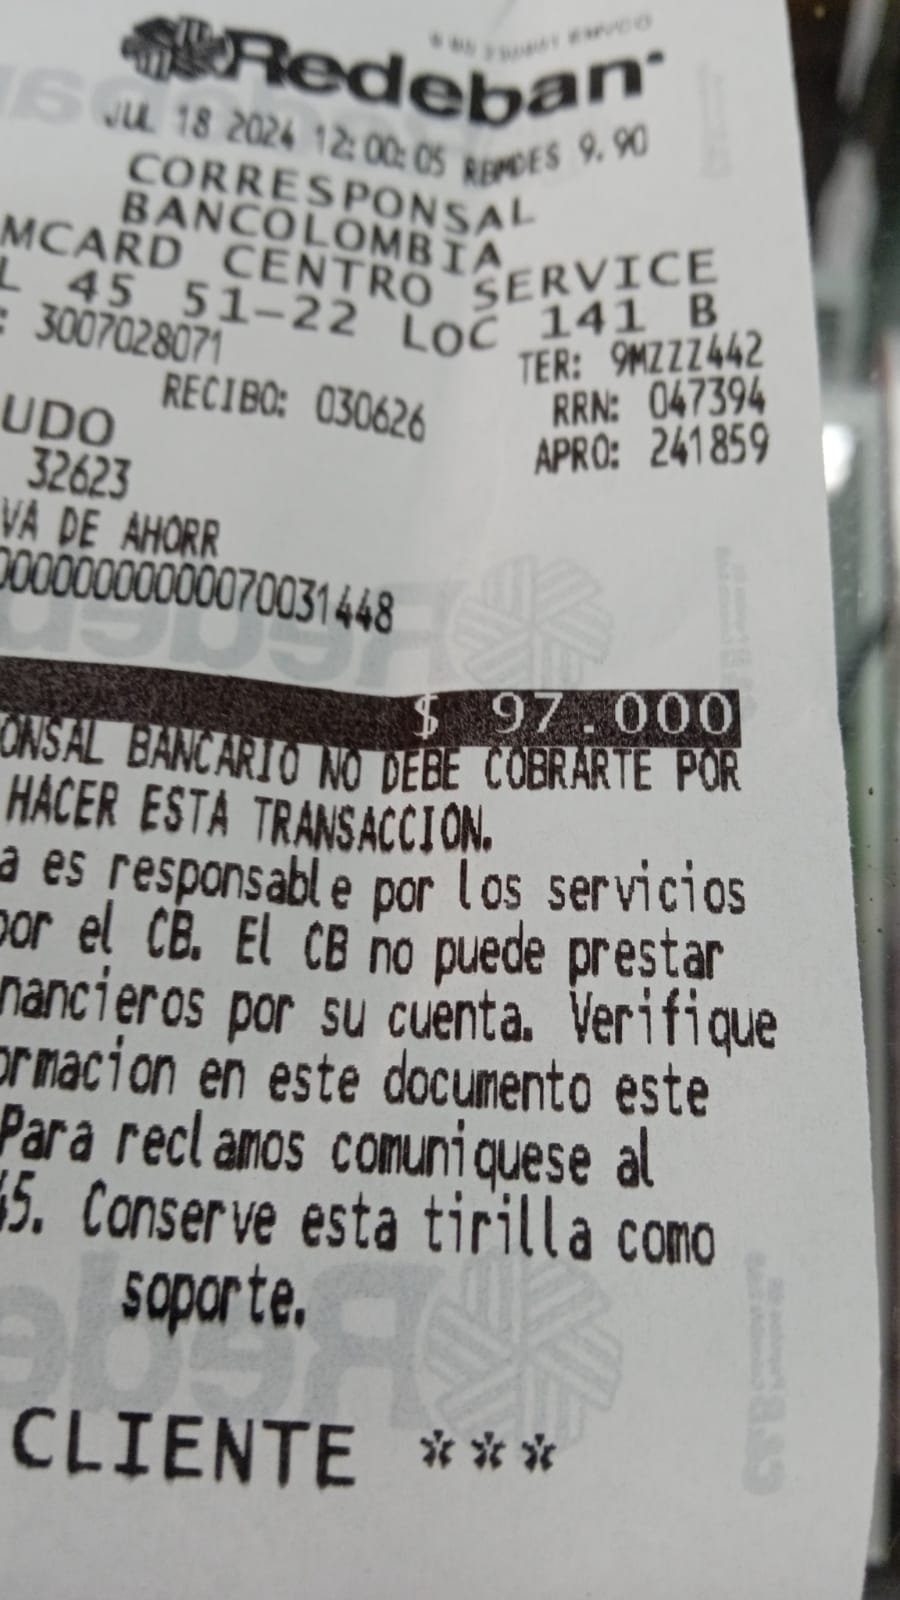 Redeban
JUL 18 2024 12:00:05 RBMDES 9.90
CORRESPONSAL
BANCOLOMBIA
MCARD CENTRO SERVICE
L 45 51-22 LOC 141 B
: 3007028071 TER: 9MZZZ442
RECIBO: 030626 RRN: 047394
UDO APRO: 241859
32623
VA DE AHORR
0000000000070031448
$ 97.000
ONSAL BANCARIO NO DEBE COBRARTE POR
HACER ESTA TRANSACCION.
a es responsable por los servicios
por el CB. El CB no puede prestar
nancieros por su cuenta. Verifique
ormacion en este documento este
Para reclamos comuniquese al
45. Conserve esta tirilla como
soporte.
CLIENTE ***